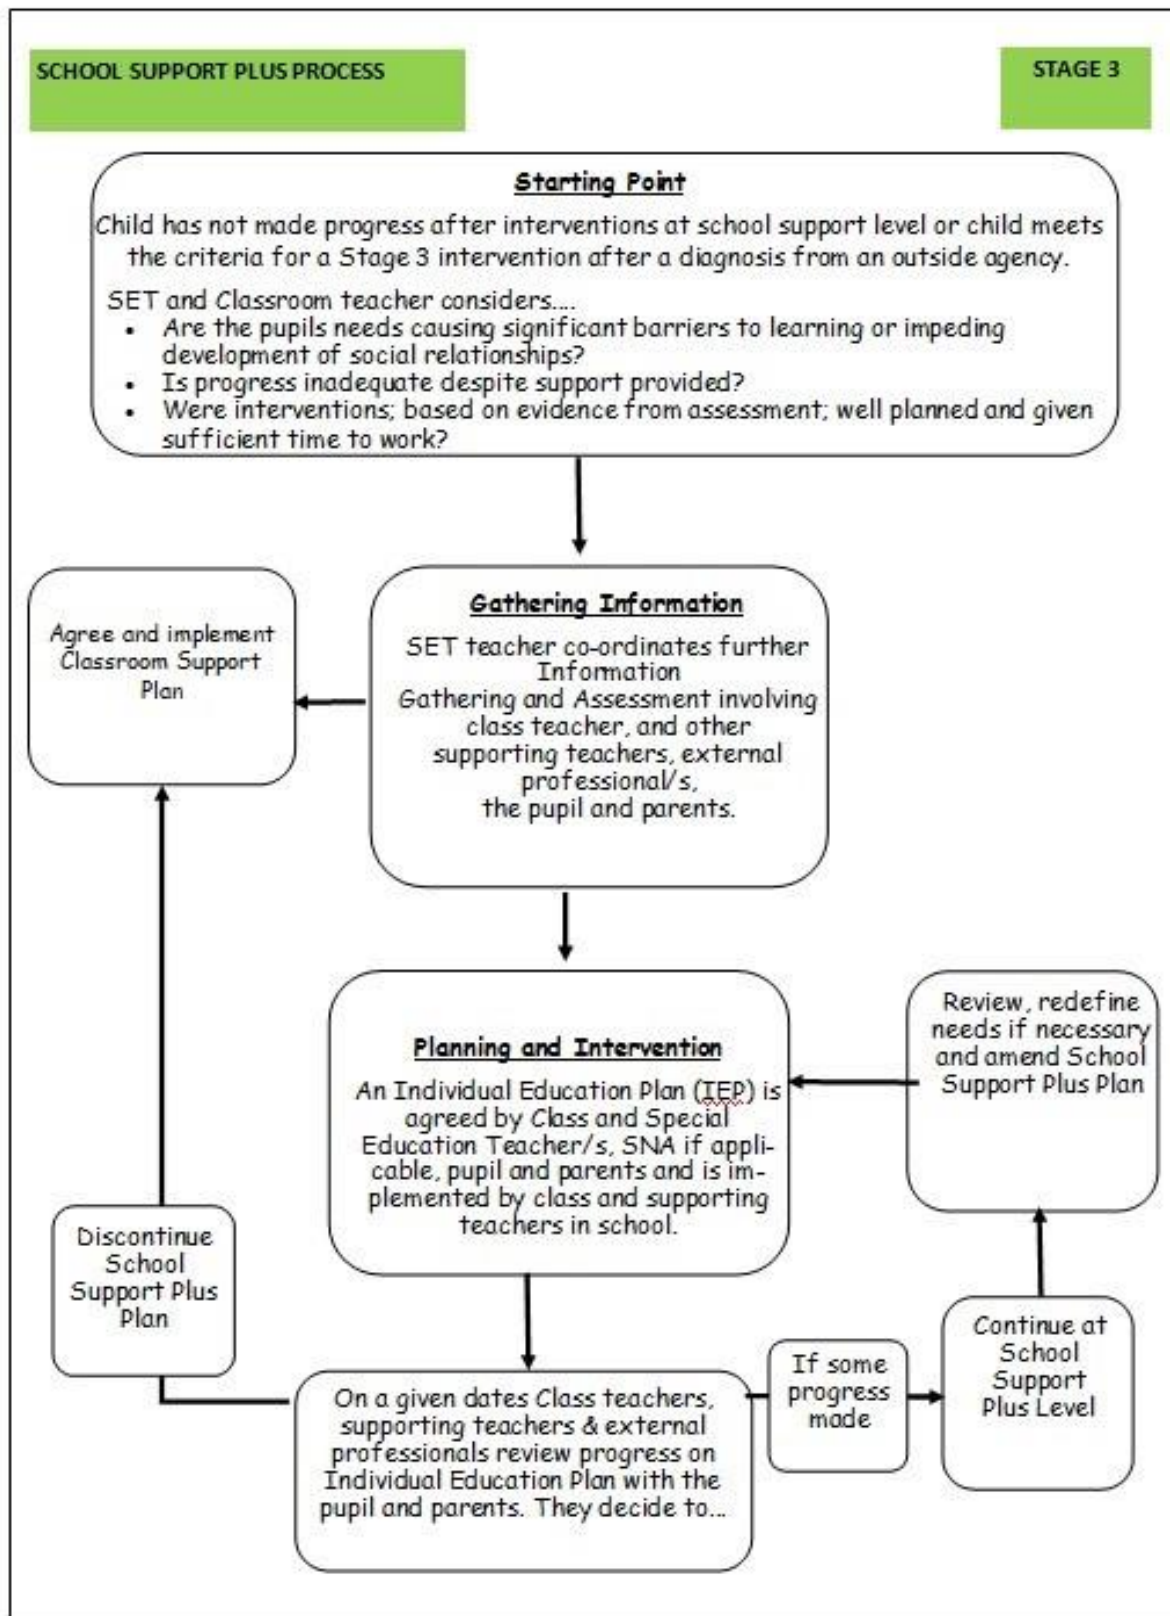 SCHOOL SUPPORT PLUS PROCESS
STAGE 3
Starting Point
Child has not made progress after interventions at school support level or child meets
the criteria for a Stage 3 intervention after a diagnosis from an outside agency.
SET and Classroom teacher considers....
• Are the pupils needs causing significant barriers to learning or impeding
development of social relationships?
• Is progress inadequate despite support provided?
• Were interventions; based on evidence from assessment; well planned and given
sufficient time to work?
Gathering Information
SET teacher co-ordinates further
Information
Gathering and Assessment involving
class teacher, and other
supporting teachers, external
professional/s,
the pupil and parents.
Agree and implement
Classroom Support
Plan
Planning and Intervention
An Individual Education Plan (IEP) is
agreed by Class and Special
Education Teacher/s, SNA if appli-
cable, pupil and parents and is im-
plemented by class and supporting
teachers in school.
Review, redefine
needs if necessary
and amend School
Support Plus Plan
Discontinue
School
Support Plus
Plan
On a given dates Class teachers,
supporting teachers & external
professionals review progress on
Individual Education Plan with the
pupil and parents. They decide to...
If some
progress
made
Continue at
School
Support
Plus Level